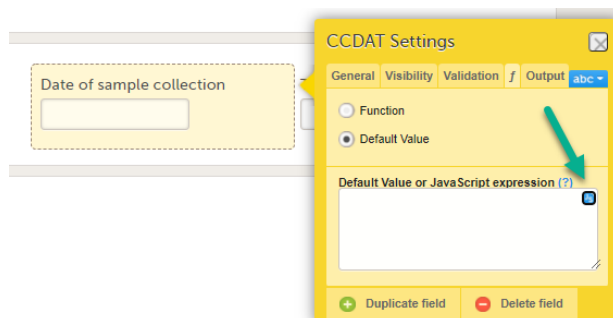 CCDAT Settings
General Visibility Validation ƒ Output abc
Date of sample collection
Function
Default Value
Default Value or JavaScript expression (?)
Duplicate field Delete field